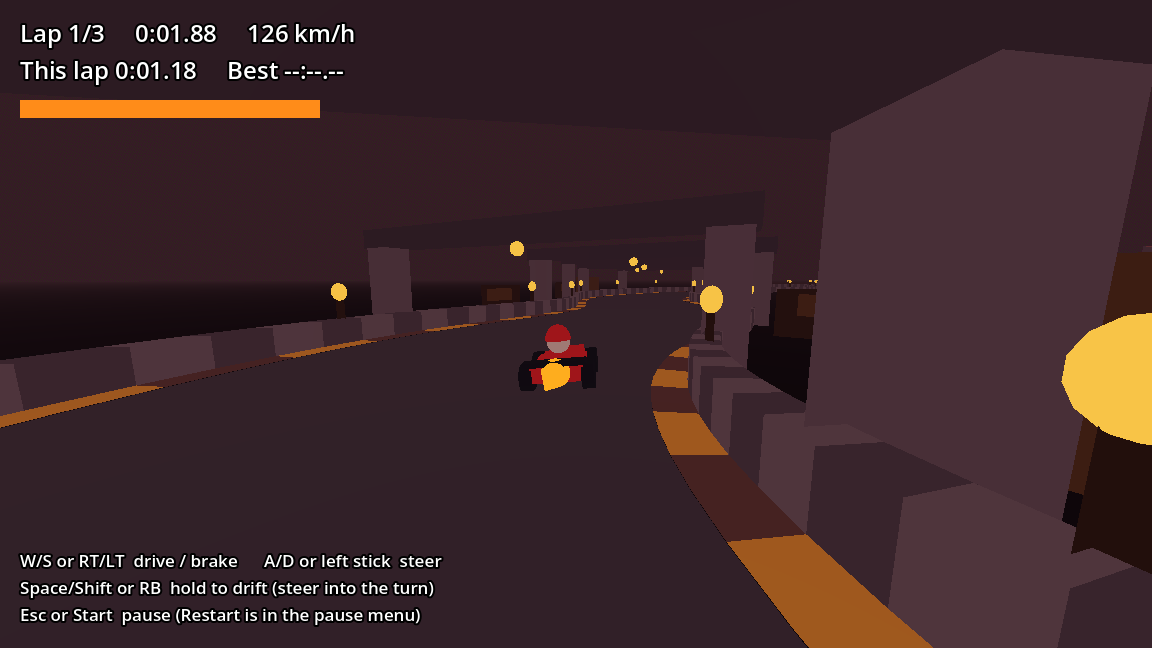 Lap 1/3 0:01.88 126 km/h
This lap 0:01.18 Best --:--.--
W/S or RT/LT drive / brake A/D or left stick steer
Space/Shift or RB hold to drift (steer into the turn)
Esc or Start pause (Restart is in the pause menu)